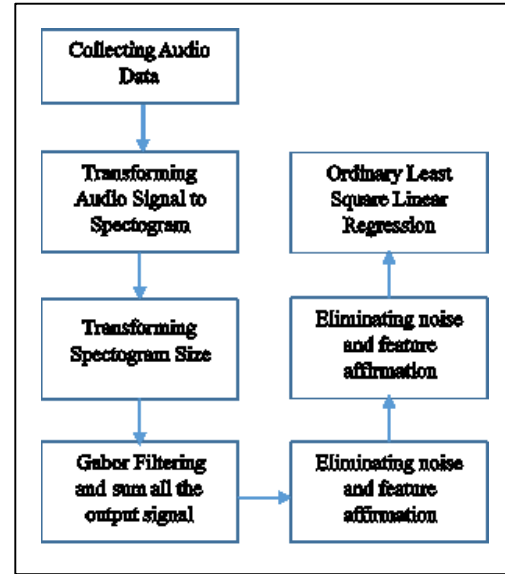 Collecting Audio
Data
Transforming
Audio Signal to
Spectogram
Transforming
Spectogram Size
Gabor Filtering
and sum all the
output signal
Eliminating noise
and feature
affirmation
Eliminating noise
and feature
affirmation
Ordinary Least
Square Linear
Regression